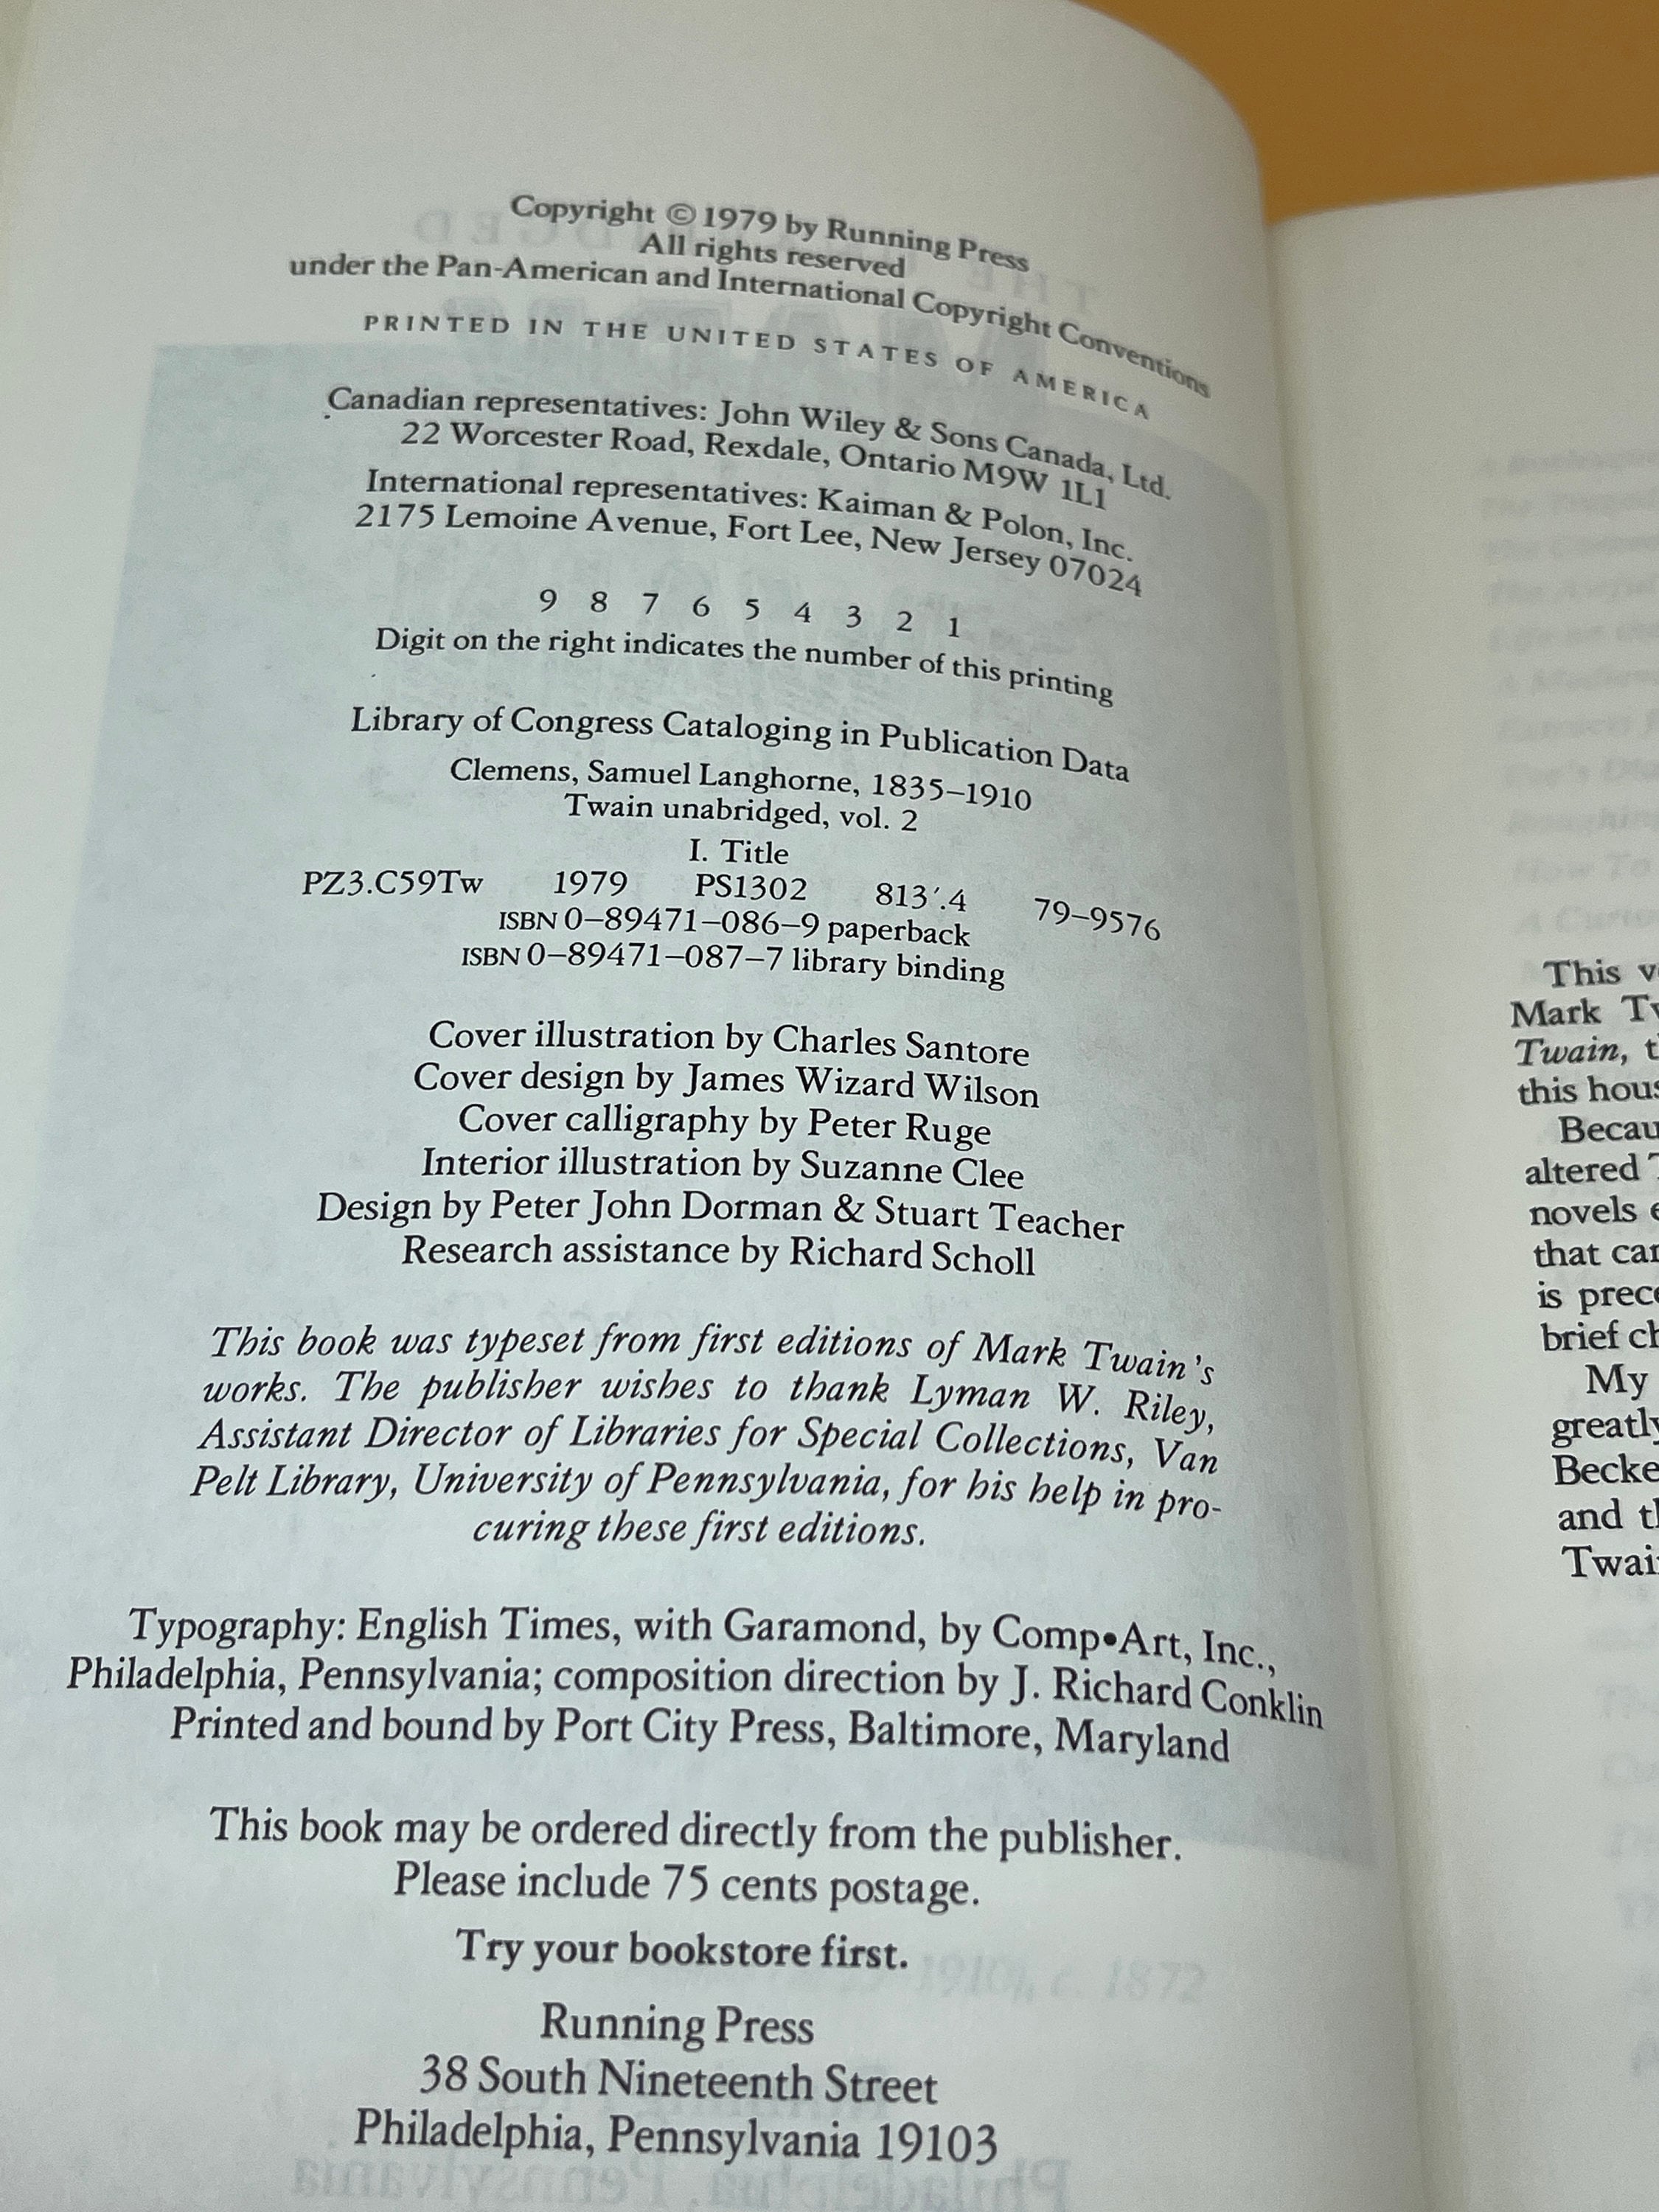 Copyright © 1979 by Running Press
All rights reserved
under the Pan-American and International Copyright Conventions
PRINTED IN THE UNITED STATES OF AMERICA
Canadian representatives: John Wiley & Sons Canada, Ltd.
22 Worcester Road, Rexdale, Ontario M9W 1L1
International representatives: Kaiman & Polon, Inc.
2175 Lemoine Avenue, Fort Lee, New Jersey 07024
9 8 7 6 5 4 3 2 1
Digit on the right indicates the number of this printing
Library of Congress Cataloging in Publication Data
Clemens, Samuel Langhorne, 1835–1910
Twain unabridged, vol. 2
I. Title
PZ3.C59Tw 1979 PS1302 813′.4 79–9576
ISBN 0–89471–086–9 paperback
ISBN 0–89471–087–7 library binding
Cover illustration by Charles Santore
Cover design by James Wizard Wilson
Cover calligraphy by Peter Ruge
Interior illustration by Suzanne Clee
Design by Peter John Dorman & Stuart Teacher
Research assistance by Richard Scholl
This book was typeset from first editions of Mark Twain's
works. The publisher wishes to thank Lyman W. Riley,
Assistant Director of Libraries for Special Collections, Van
Pelt Library, University of Pennsylvania, for his help in pro-
curing these first editions.
Typography: English Times, with Garamond, by Comp•Art, Inc.,
Philadelphia, Pennsylvania; composition direction by J. Richard Conklin
Printed and bound by Port City Press, Baltimore, Maryland
This book may be ordered directly from the publisher.
Please include 75 cents postage.
Try your bookstore first.
Running Press
38 South Nineteenth Street
Philadelphia, Pennsylvania 19103
This v
Mark Tw
Twain, t
this hous
Becau
altered T
novels e
that can
is prece
brief ch
My
greatly
Becke
and th
Twain